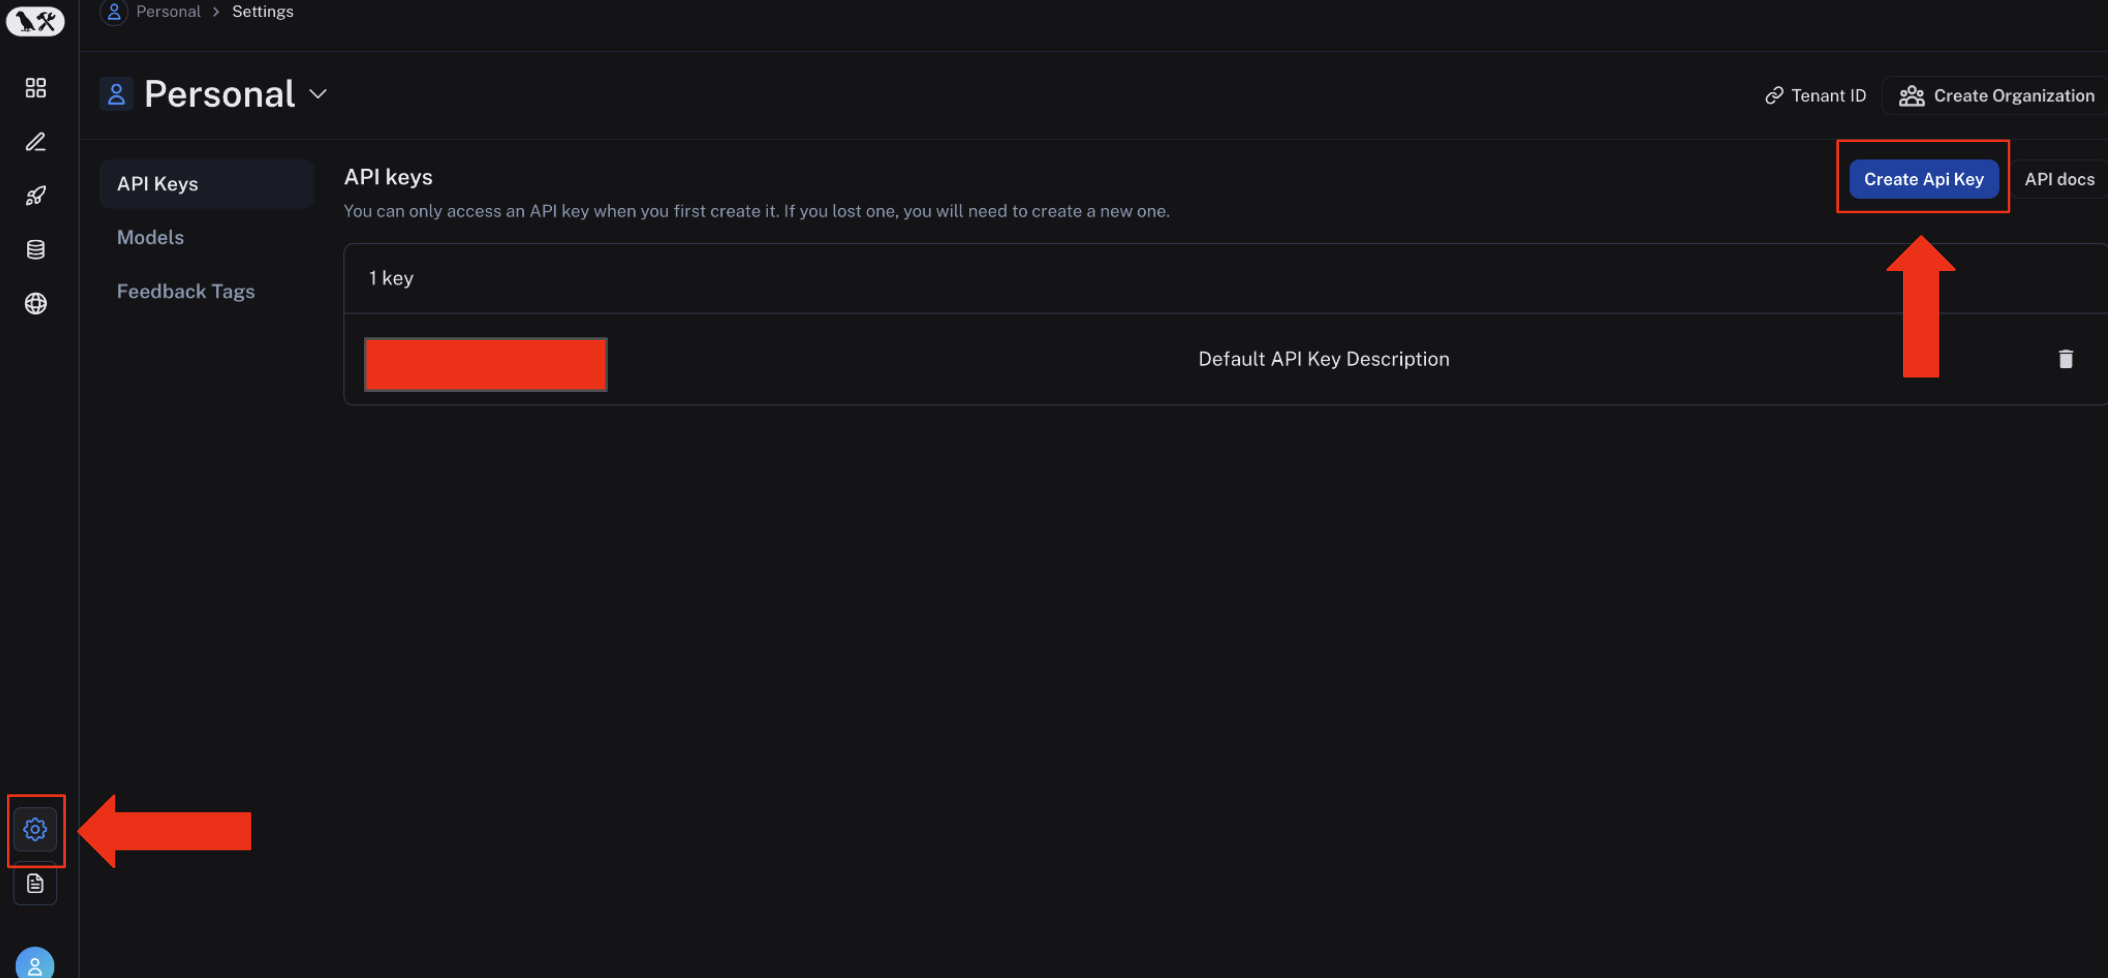 Personal > Settings
Personal
Tenant ID
Create Organization
API Keys
Models
Feedback Tags
API keys
You can only access an API key when you first create it. If you lost one, you will need to create a new one.
Create Api Key
API docs
1 key
Default API Key Description